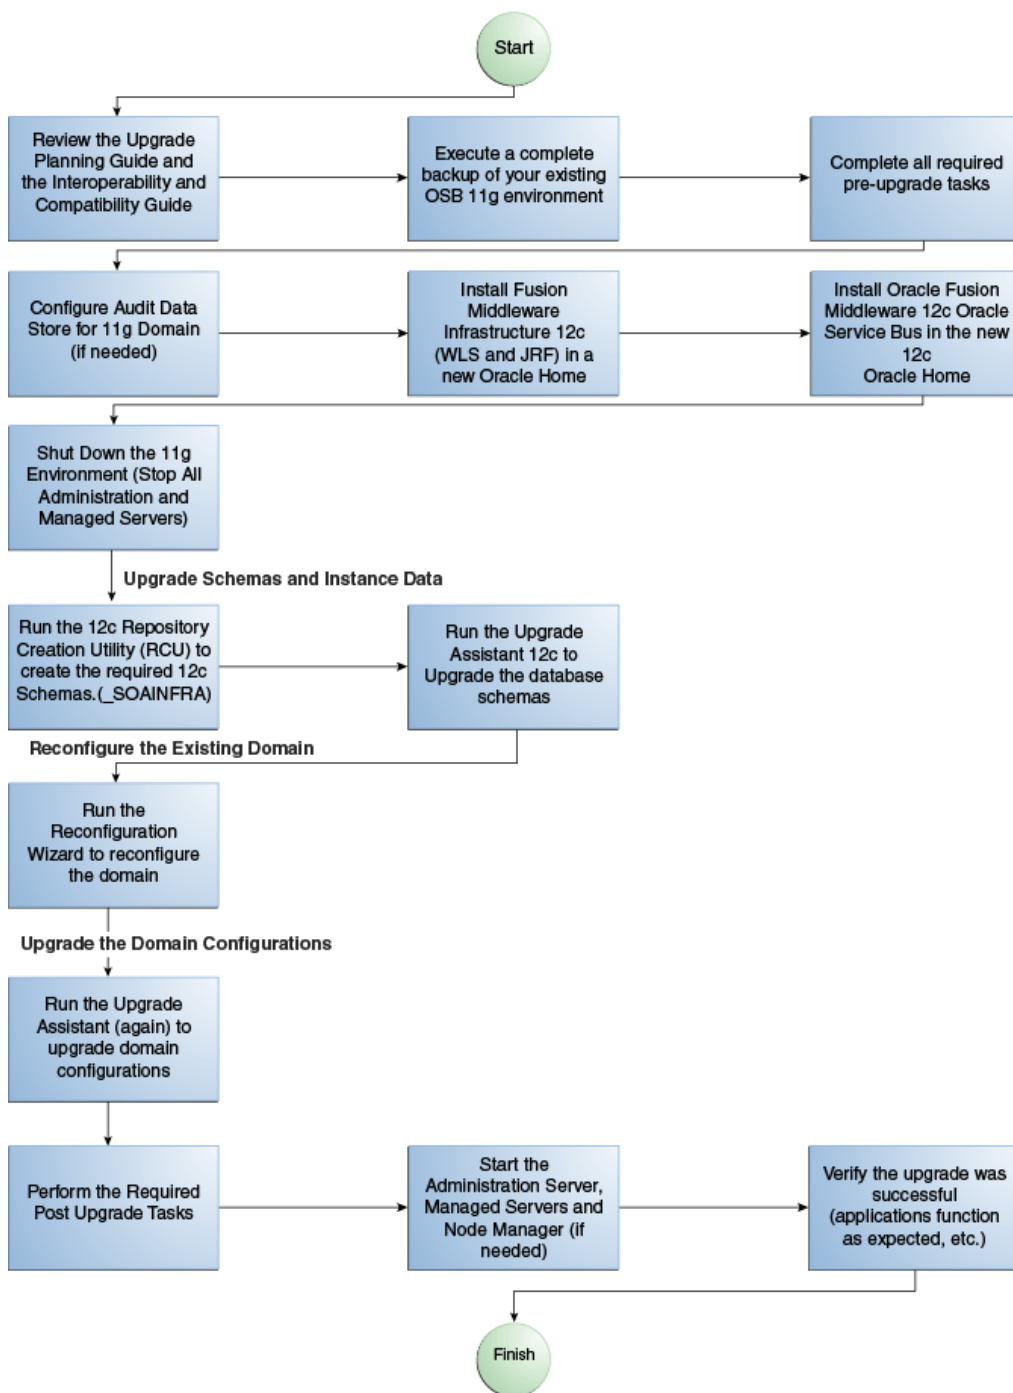 Start
Review the Upgrade
Planning Guide and
the Interoperability and
Compatibility Guide
Execute a complete
backup of your existing
OSB 11g environment
Complete all required
pre-upgrade tasks
Configure Audit Data
Store for 11g Domain
(if needed)
Install Fusion
Middleware
Infrastructure 12c
(WLS and JRF) in a
new Oracle Home
Install Oracle Fusion
Middleware 12c Oracle
Service Bus in the new
12c
Oracle Home
Shut Down the 11g
Environment (Stop All
Administration and
Managed Servers)
Upgrade Schemas and Instance Data
Run the 12c Repository
Creation Utility (RCU) to
create the required 12c
Schemas.(_SOAINFRA)
Run the Upgrade
Assistant 12c to
Upgrade the database
schemas
Reconfigure the Existing Domain
Run the
Reconfiguration
Wizard to reconfigure
the domain
Upgrade the Domain Configurations
Run the Upgrade
Assistant (again) to
upgrade domain
configurations
Perform the Required
Post Upgrade Tasks
Start the
Administration Server,
Managed Servers and
Node Manager (if
needed)
Verify the upgrade was
successful
(applications function
as expected, etc.)
Finish